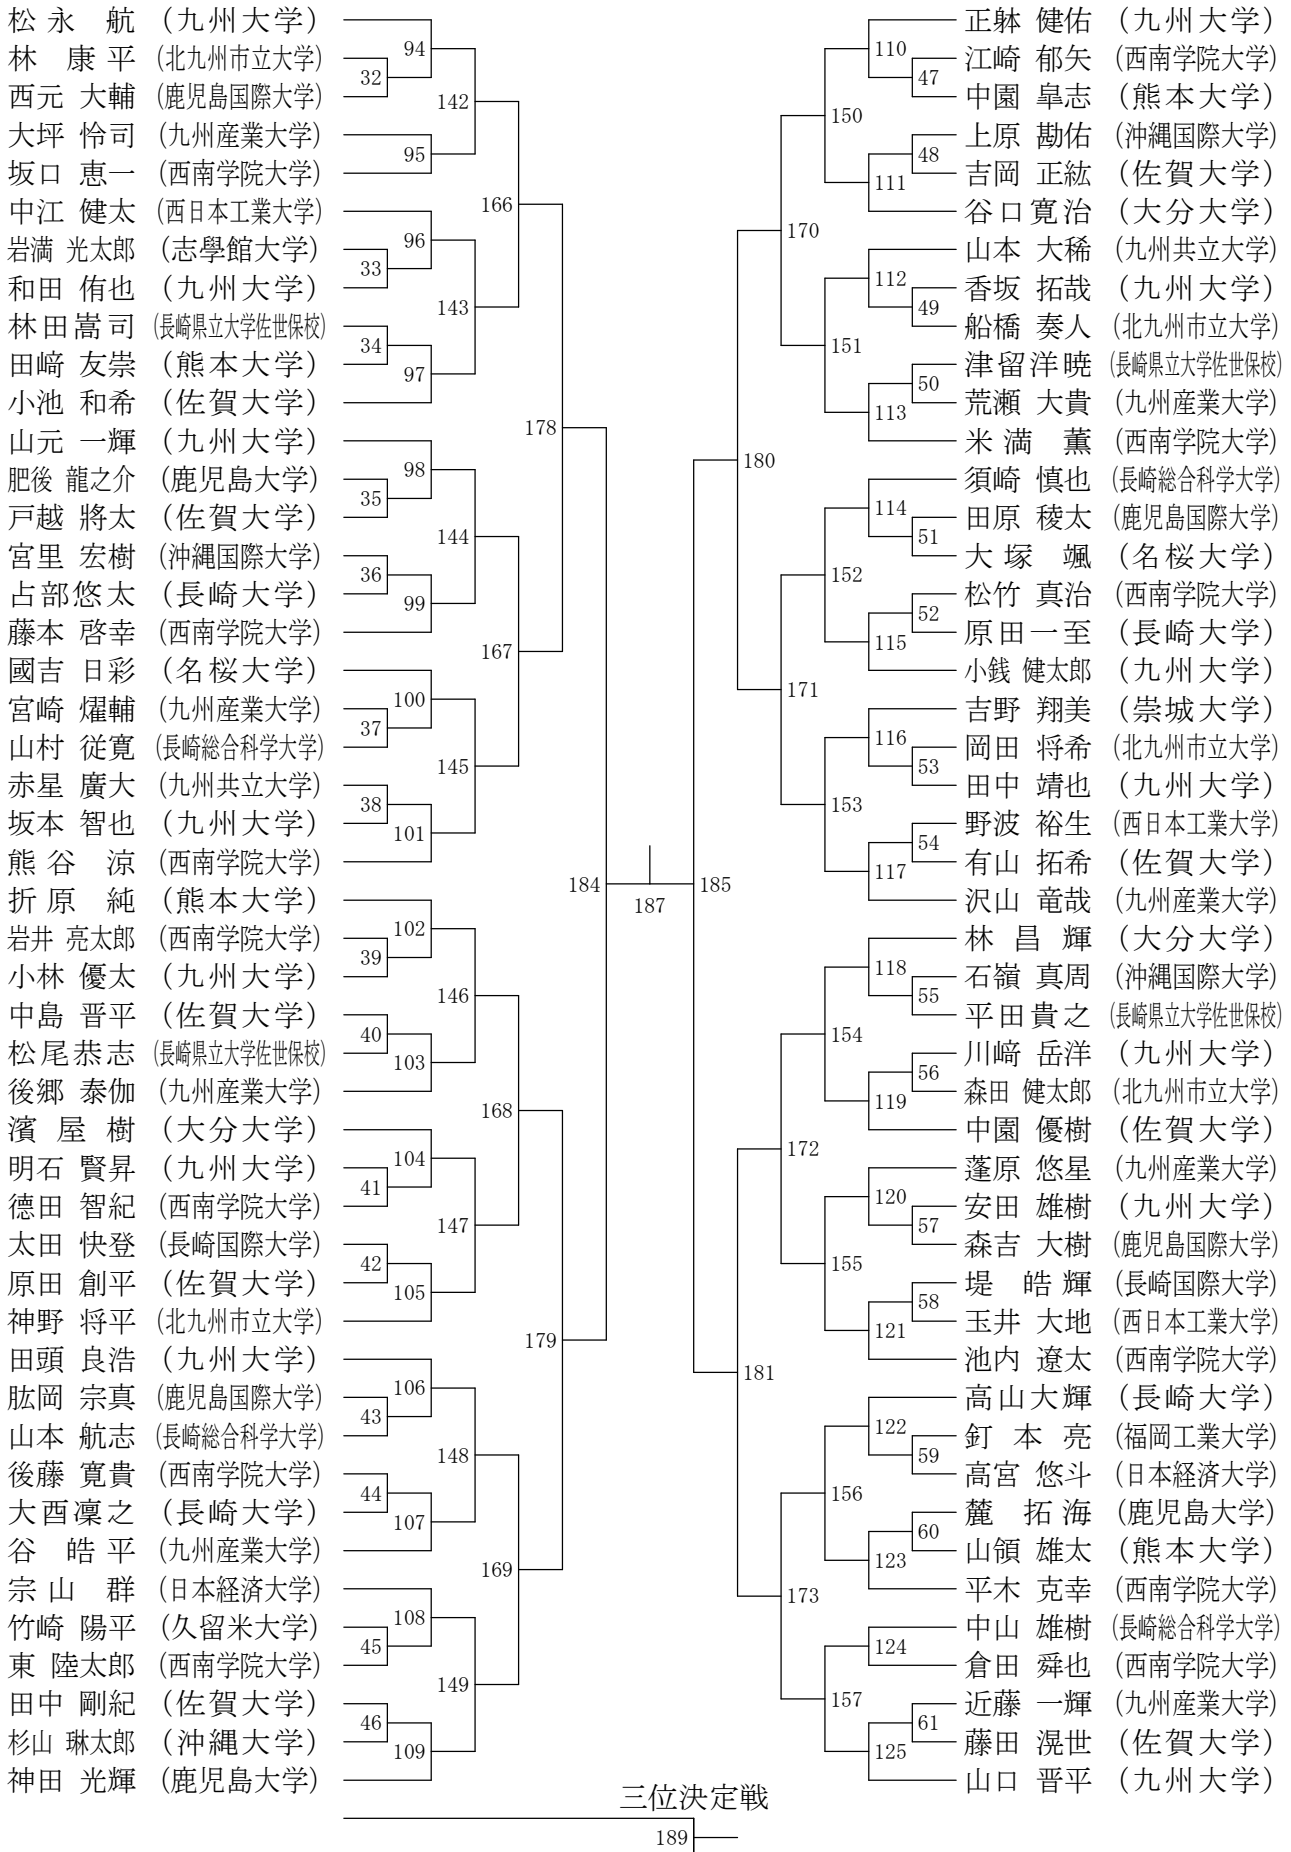 松永 航 (九州大学)
94
林 康平 (北九州市立大学)
32
西元 大輔 (鹿児島国際大学)
142
大坪 怜司 (九州産業大学)
95
坂口 恵一 (西南学院大学)
中江 健太 (西日本工業大学)
166
96
岩満 光太郎 (志學館大学)
33
和田 侑也 (九州大学)
143
林田嵩司 (長崎県立大学佐世保校)
34
田﨑 友崇 (熊本大学)
97
小池 和希 (佐賀大学)
178
山元 一輝 (九州大学)
98
肥後 龍之介 (鹿児島大学)
35
戸越 將太 (佐賀大学)
144
宮里 宏樹 (沖縄国際大学)
36
占部悠太 (長崎大学)
99
藤本 啓幸 (西南学院大学)
167
國吉 日彩 (名桜大学)
100
宮崎 燿輔 (九州産業大学)
37
山村 従寛 (長崎総合科学大学)
145
赤星 廣大 (九州共立大学)
38
坂本 智也 (九州大学)
101
熊谷 涼 (西南学院大学)
184
折原 純 (熊本大学)
102
岩井 亮太郎 (西南学院大学)
39
小林 優太 (九州大学)
146
中島 晋平 (佐賀大学)
40
松尾恭志 (長崎県立大学佐世保校)
103
後郷 泰伽 (九州産業大学)
168
濱屋樹 (大分大学)
104
明石 賢昇 (九州大学)
41
德田 智紀 (西南学院大学)
147
太田 快登 (長崎国際大学)
42
原田 創平 (佐賀大学)
105
神野 将平 (北九州市立大学)
179
田頭 良浩 (九州大学)
106
肱岡 宗真 (鹿児島国際大学)
43
山本 航志 (長崎総合科学大学)
148
後藤 寛貴 (西南学院大学)
44
大西凜之 (長崎大学)
107
谷 皓平 (九州産業大学)
169
宗山 群 (日本経済大学)
108
竹崎 陽平 (久留米大学)
45
東 陸太郎 (西南学院大学)
149
田中 剛紀 (佐賀大学)
46
杉山 琳太郎 (沖縄大学)
109
神田 光輝 (鹿児島大学)
187
185
正躰 健佑 (九州大学)
110
江崎 郁矢 (西南学院大学)
47
中園 皐志 (熊本大学)
150
上原 勘佑 (沖縄国際大学)
48
吉岡 正紘 (佐賀大学)
111
谷口寛治 (大分大学)
170
山本 大稀 (九州共立大学)
112
香坂 拓哉 (九州大学)
49
船橋 奏人 (北九州市立大学)
151
津留洋暁 (長崎県立大学佐世保校)
50
荒瀬 大貴 (九州産業大学)
113
米満 薫 (西南学院大学)
180
須崎 慎也 (長崎総合科学大学)
114
田原 稜太 (鹿児島国際大学)
51
大塚 颯 (名桜大学)
152
松竹 真治 (西南学院大学)
52
原田一至 (長崎大学)
115
小銭 健太郎 (九州大学)
171
吉野 翔美 (崇城大学)
116
岡田 将希 (北九州市立大学)
53
田中 靖也 (九州大学)
153
野波 裕生 (西日本工業大学)
54
有山 拓希 (佐賀大学)
117
沢山 竜哉 (九州産業大学)
林昌輝 (大分大学)
118
石嶺 真周 (沖縄国際大学)
55
平田貴之 (長崎県立大学佐世保校)
154
川﨑 岳洋 (九州大学)
56
森田 健太郎 (北九州市立大学)
119
中園 優樹 (佐賀大学)
172
蓬原 悠星 (九州産業大学)
120
安田 雄樹 (九州大学)
57
森吉 大樹 (鹿児島国際大学)
155
堤 皓輝 (長崎国際大学)
58
玉井 大地 (西日本工業大学)
121
池内 遼太 (西南学院大学)
181
高山大輝 (長崎大学)
122
釘本亮 (福岡工業大学)
59
高宮 悠斗 (日本経済大学)
156
麓 拓海 (鹿児島大学)
60
山領 雄太 (熊本大学)
123
平木 克幸 (西南学院大学)
173
中山 雄樹 (長崎総合科学大学)
124
倉田 舜也 (西南学院大学)
157
近藤 一輝 (九州産業大学)
61
藤田 滉世 (佐賀大学)
125
山口 晋平 (九州大学)
三位決定戦
189